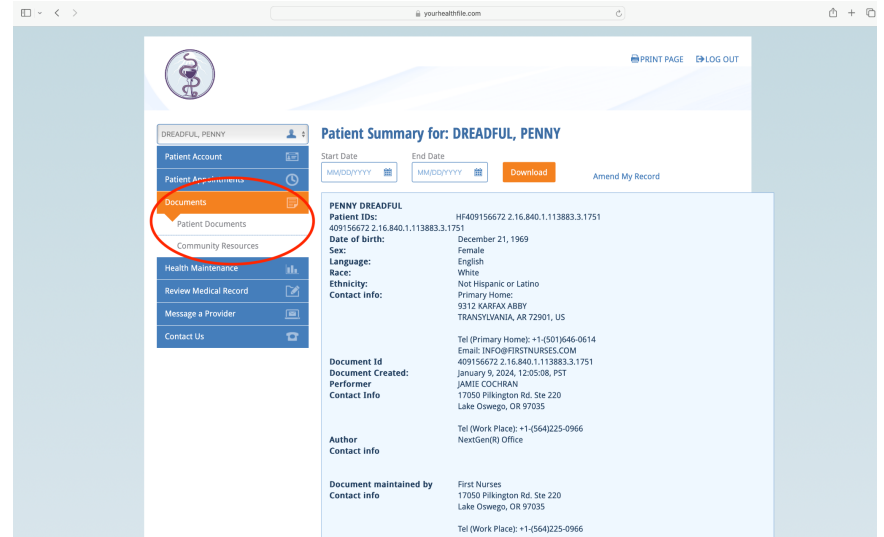 yourhealthfile.com
PRINT PAGE LOG OUT
DREADFUL, PENNY
Patient Account
Patient Appointments
Documents
Patient Documents
Community Resources
Health Maintenance
Review Medical Record
Message a Provider
Contact Us
Patient Summary for: DREADFUL, PENNY
Start Date End Date
MM/DD/YYYY MM/DD/YYYY Download Amend My Record
PENNY DREADFUL
Patient IDs: HF409156672 2.16.840.1.113883.3.1751
409156672 2.16.840.1.113883.3.1751
Date of birth: December 21, 1969
Sex: Female
Language: English
Race: White
Ethnicity: Not Hispanic or Latino
Contact info: Primary Home:
9312 KARFAX ABBY
TRANSYLVANIA, AR 72901, US
Tel (Primary Home): +1-(501)646-0614
Email: INFO@FIRSTNURSES.COM
Document Id 409156672 2.16.840.1.113883.3.1751
Document Created: January 9, 2024, 12:05:08, PST
Performer JAMIE COCHRAN
Contact Info 17050 Pilkington Rd. Ste 220
Lake Oswego, OR 97035
Tel (Work Place): +1-(564)225-0966
Author NextGen(R) Office
Contact info
Document maintained by First Nurses
Contact info 17050 Pilkington Rd. Ste 220
Lake Oswego, OR 97035
Tel (Work Place): +1-(564)225-0966